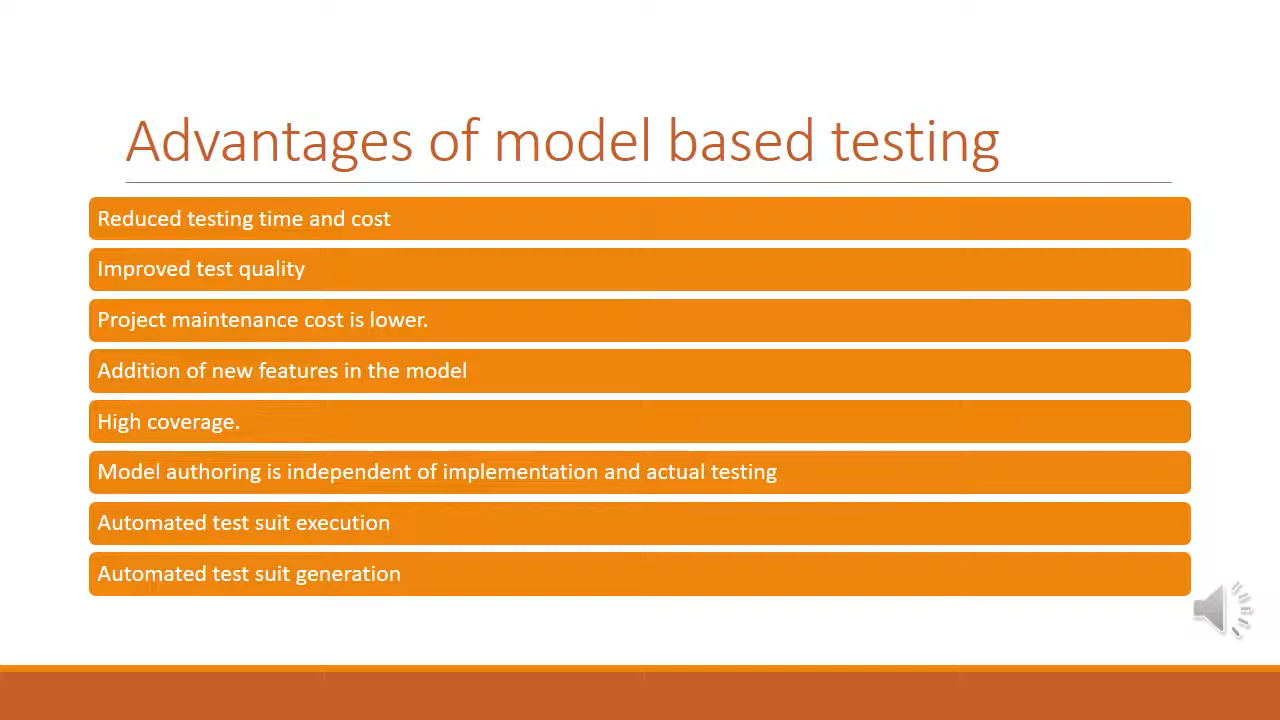 Advantages of model based testing
Reduced testing time and cost
Improved test quality
Project maintenance cost is lower.
Addition of new features in the model
High coverage.
Model authoring is independent of implementation and actual testing
Automated test suit execution
Automated test suit generation